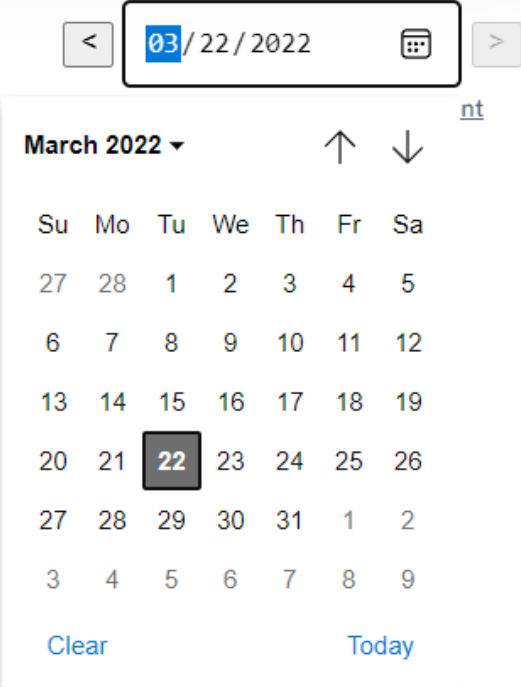 < 03/22/2022 >
nt
March 2022
Su Mo Tu We Th Fr Sa
27 28 1 2 3 4 5
6 7 8 9 10 11 12
13 14 15 16 17 18 19
20 21 22 23 24 25 26
27 28 29 30 31 1 2
3 4 5 6 7 8 9
Clear Today